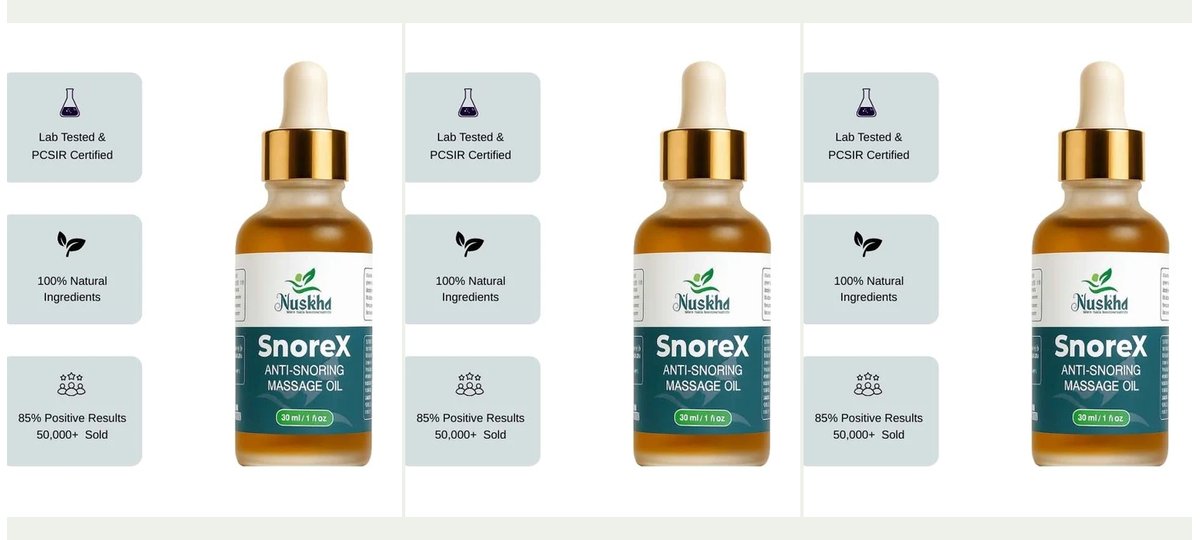 Lab Tested &
PCSIR Certified
100% Natural
Ingredients
85% Positive Results
50,000+  Sold
Nuskha
SnoreX
ANTI-SNORING
MASSAGE OIL
30 ml / 1 fl oz
Lab Tested &
PCSIR Certified
100% Natural
Ingredients
85% Positive Results
50,000+  Sold
Nuskha
SnoreX
ANTI-SNORING
MASSAGE OIL
30 ml / 1 fl oz
Lab Tested &
PCSIR Certified
100% Natural
Ingredients
85% Positive Results
50,000+  Sold
Nuskha
SnoreX
ANTI-SNORING
MASSAGE OIL
30 ml / 1 fl oz